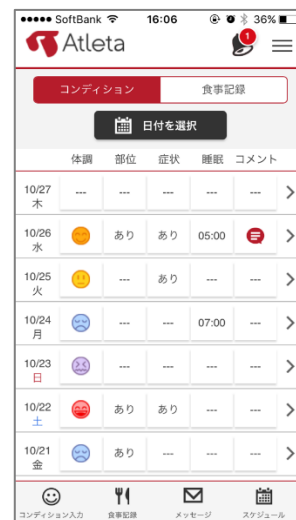 SoftBank 16:06 36%
Atleta 1
コンディション 食事記録
日付を選択
体調 部位 症状 睡眠 コメント
10/27 --- --- --- --- ---
木
10/26 あり あり 05:00
水
10/25 --- あり --- ---
火
10/24 --- --- 07:00 ---
月
10/23 --- --- --- ---
日
10/22 あり あり --- ---
土
10/21 あり --- --- ---
金
コンディション入力 食事記録 メッセージ スケジュール